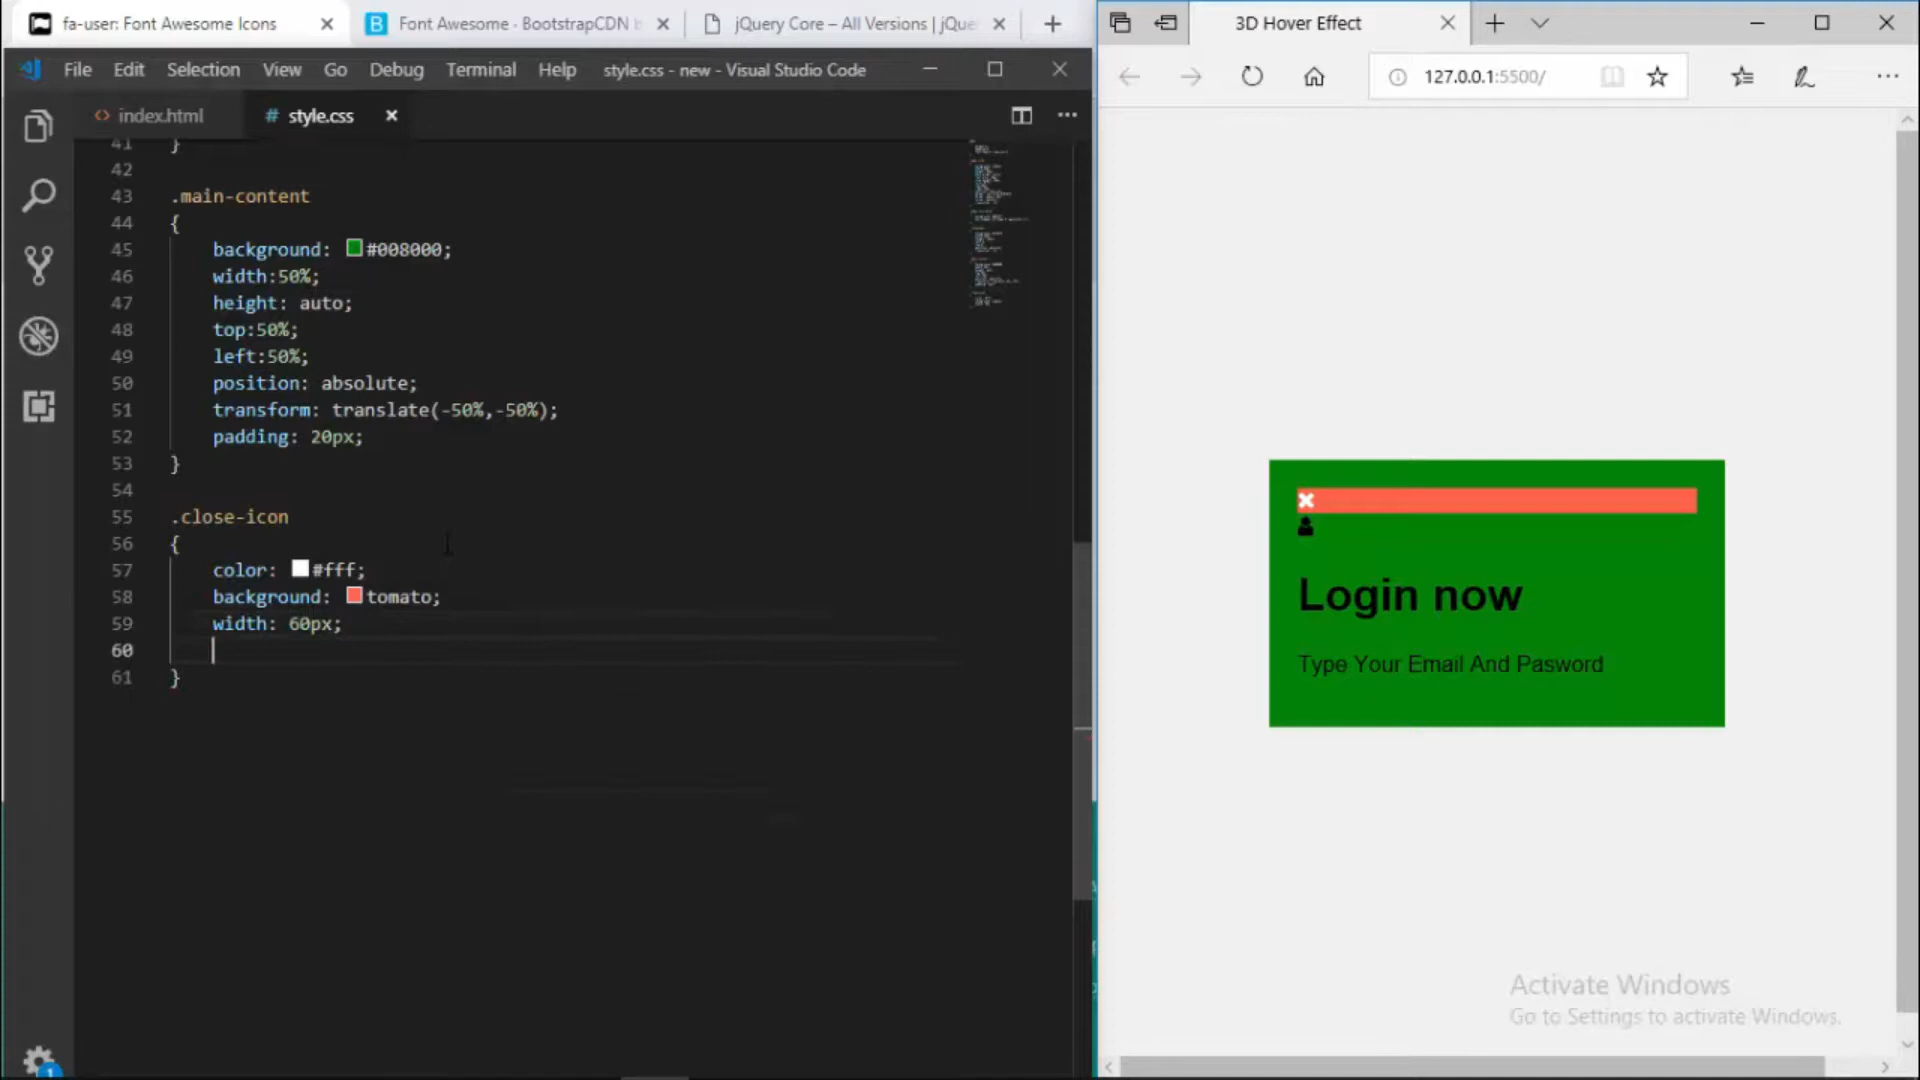 fa-user: Font Awesome Icons
Font Awesome · BootstrapCDN b
jQuery Core – All Versions | jQue
3D Hover Effect
File Edit Selection View Go Debug Terminal Help style.css - new - Visual Studio Code
127.0.0.1:5500/
<> index.html
# style.css
41 }
42
43 .main-content
44 {
45 background: #008000;
46 width:50%;
47 height: auto;
48 top:50%;
49 left:50%;
50 position: absolute;
51 transform: translate(-50%,-50%);
52 padding: 20px;
53 }
54
55 .close-icon
56 {
57 color: #fff;
58 background: tomato;
59 width: 60px;
60
61 }
1
Login now
Type Your Email And Pasword
Activate Windows
Go to Settings to activate Windows.